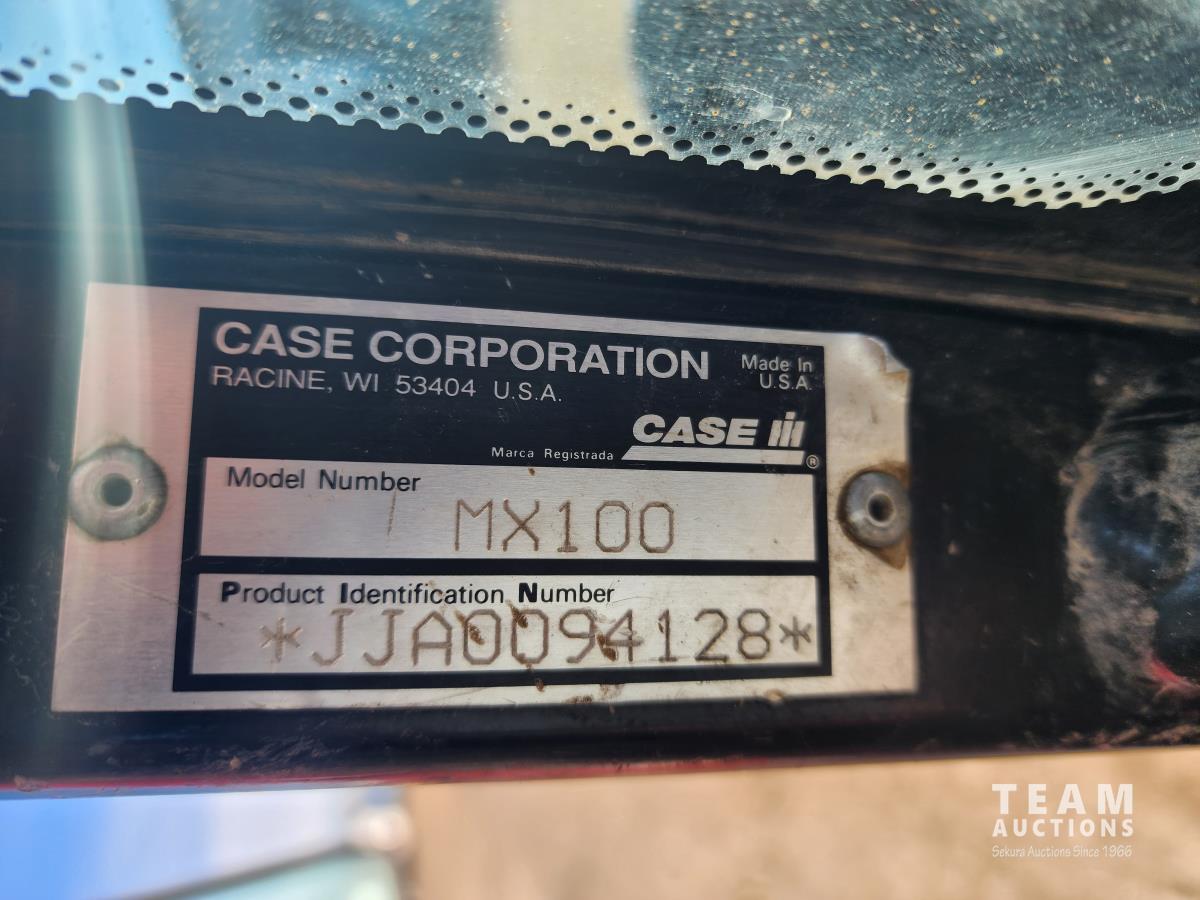 CASE CORPORATION
Made In
U.S.A.
RACINE, WI 53404 U.S.A.
CASE III
Marca Registrada
®
Model Number
MX100
Product Identification Number
*JJA0094128*
TEAM
AUCTIONS
Sekura Auctions Since 1966